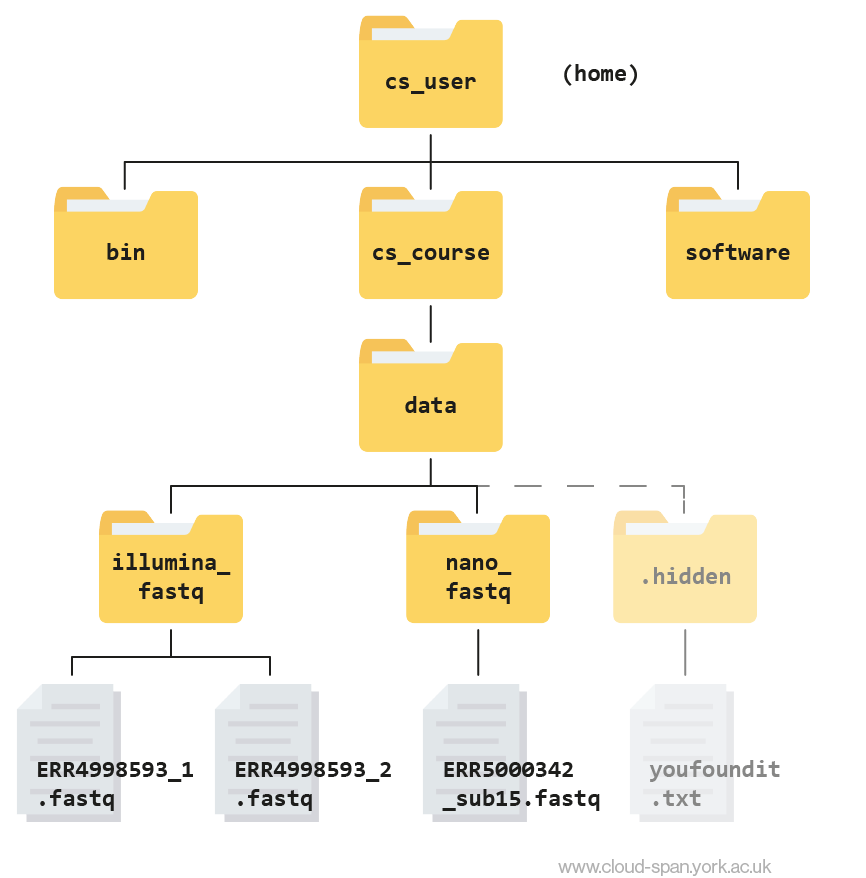 cs_user
(home)
bin
cs_course
software
data
illumina_
fastq
nano_
fastq
.hidden
ERR4998593_1
.fastq
ERR4998593_2
.fastq
ERR5000342
_sub15.fastq
youfoundit
.txt
www.cloud-span.york.ac.uk